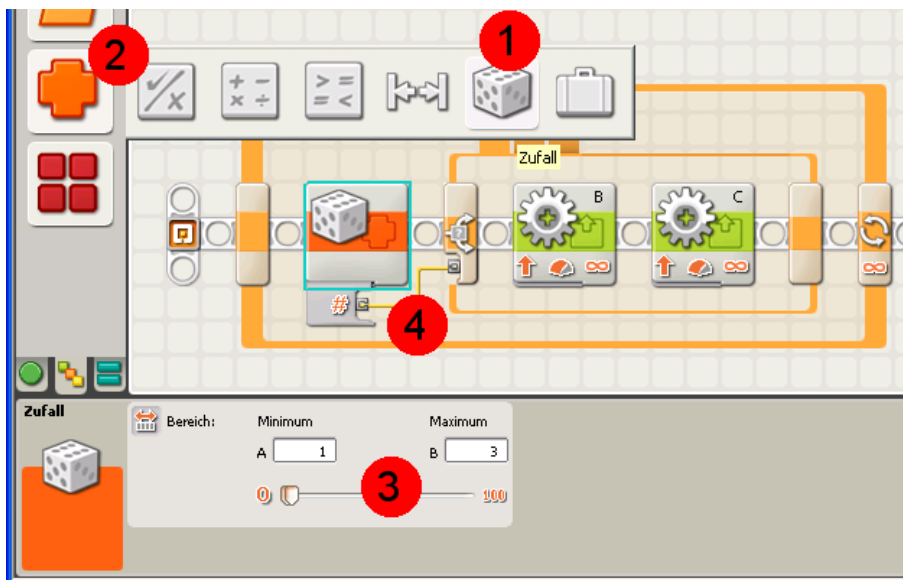 2
1
Zufall
B
C
#
4
Zufall
Bereich:
Minimum
Maximum
A 1
B 3
0
3
100